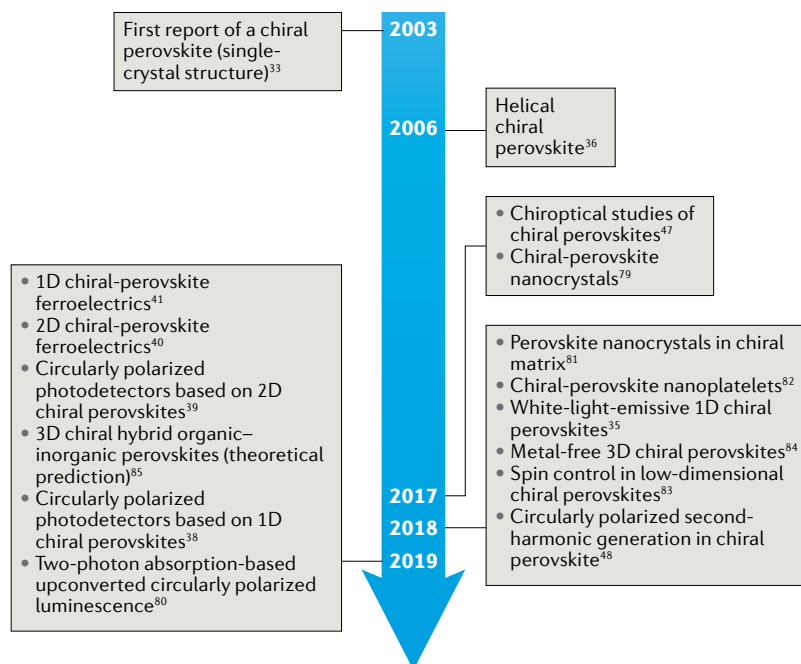 First report of a chiral
perovskite (single-
crystal structure)³³
2003
2006
Helical
chiral
perovskite³⁶
• Chiroptical studies of
chiral perovskites⁴⁷
• Chiral-perovskite
nanocrystals⁷⁹
2017
• Perovskite nanocrystals in chiral
matrix⁸¹
• Chiral-perovskite nanoplatelets⁸²
• White-light-emissive 1D chiral
perovskites³⁵
• Metal-free 3D chiral perovskites⁸⁴
• Spin control in low-dimensional
chiral perovskites⁸³
• Circularly polarized second-
harmonic generation in chiral
perovskite⁴⁸
2018
• 1D chiral-perovskite
ferroelectrics⁴¹
• 2D chiral-perovskite
ferroelectrics⁴⁰
• Circularly polarized
photodetectors based on 2D
chiral perovskites³⁹
• 3D chiral hybrid organic–
inorganic perovskites (theoretical
prediction)⁸⁵
• Circularly polarized
photodetectors based on 1D
chiral perovskites³⁸
• Two-photon absorption-based
upconverted circularly polarized
luminescence⁸⁰
2019